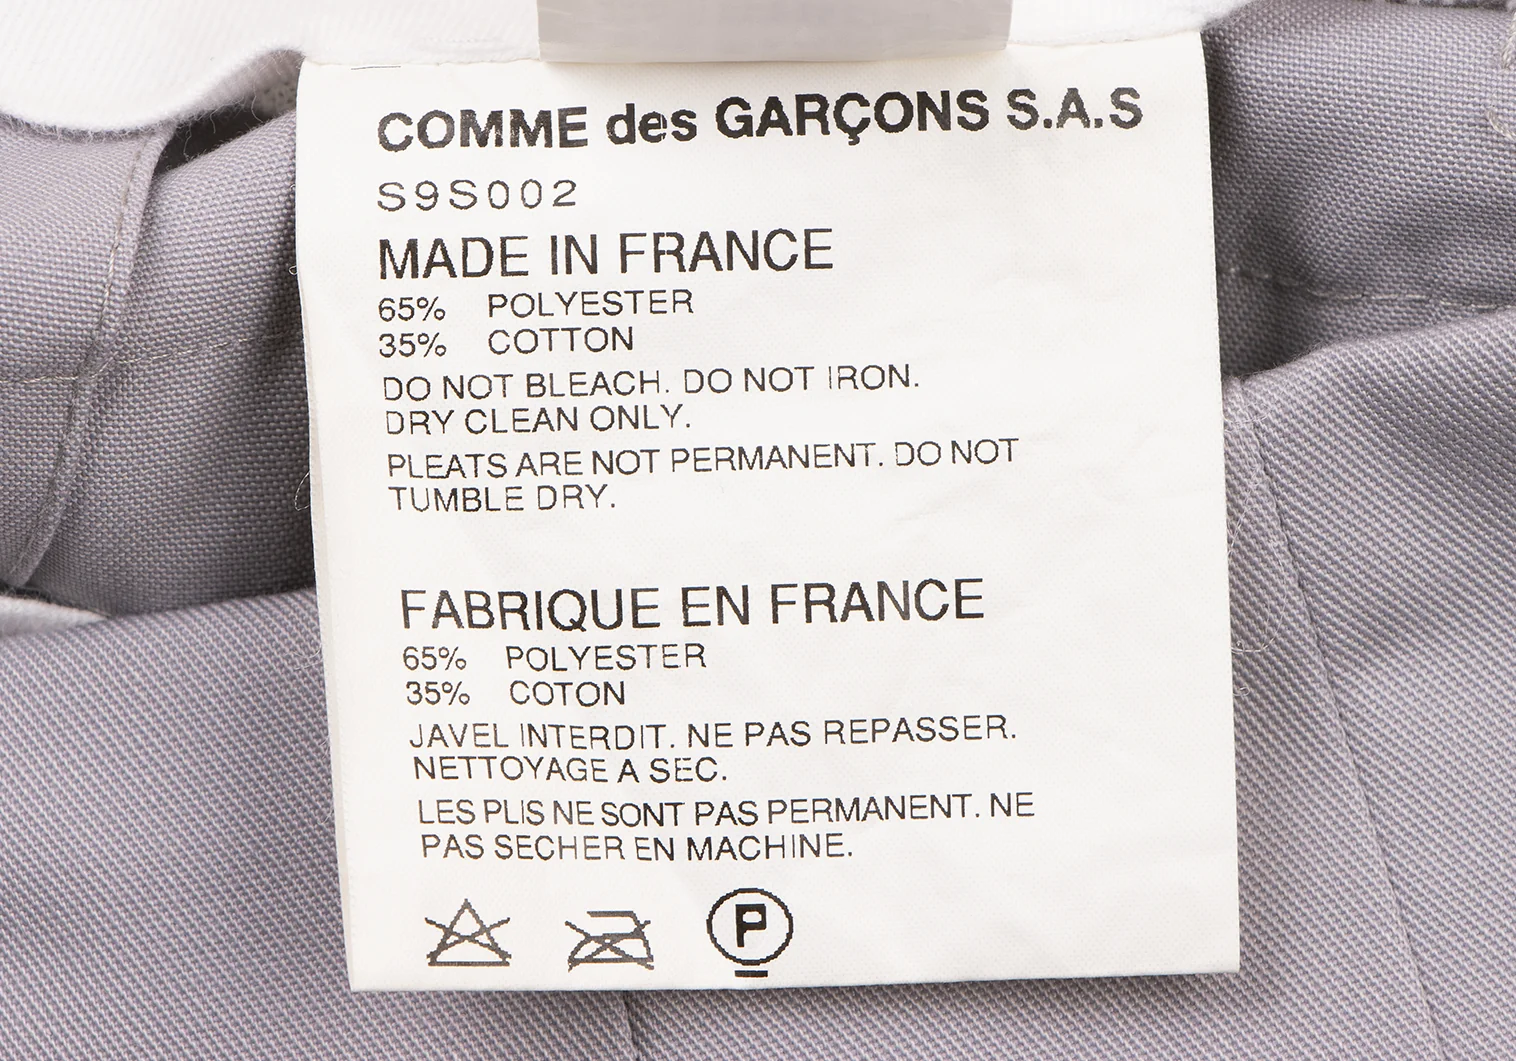 COMME des GARÇONS S.A.S
S9S002
MADE IN FRANCE
65% POLYESTER
35% COTTON
DO NOT BLEACH. DO NOT IRON.
DRY CLEAN ONLY.
PLEATS ARE NOT PERMANENT. DO NOT
TUMBLE DRY.
FABRIQUE EN FRANCE
65% POLYESTER
35% COTON
JAVEL INTERDIT. NE PAS REPASSER.
NETTOYAGE A SEC.
LES PLIS NE SONT PAS PERMANENT. NE
PAS SECHER EN MACHINE.
P